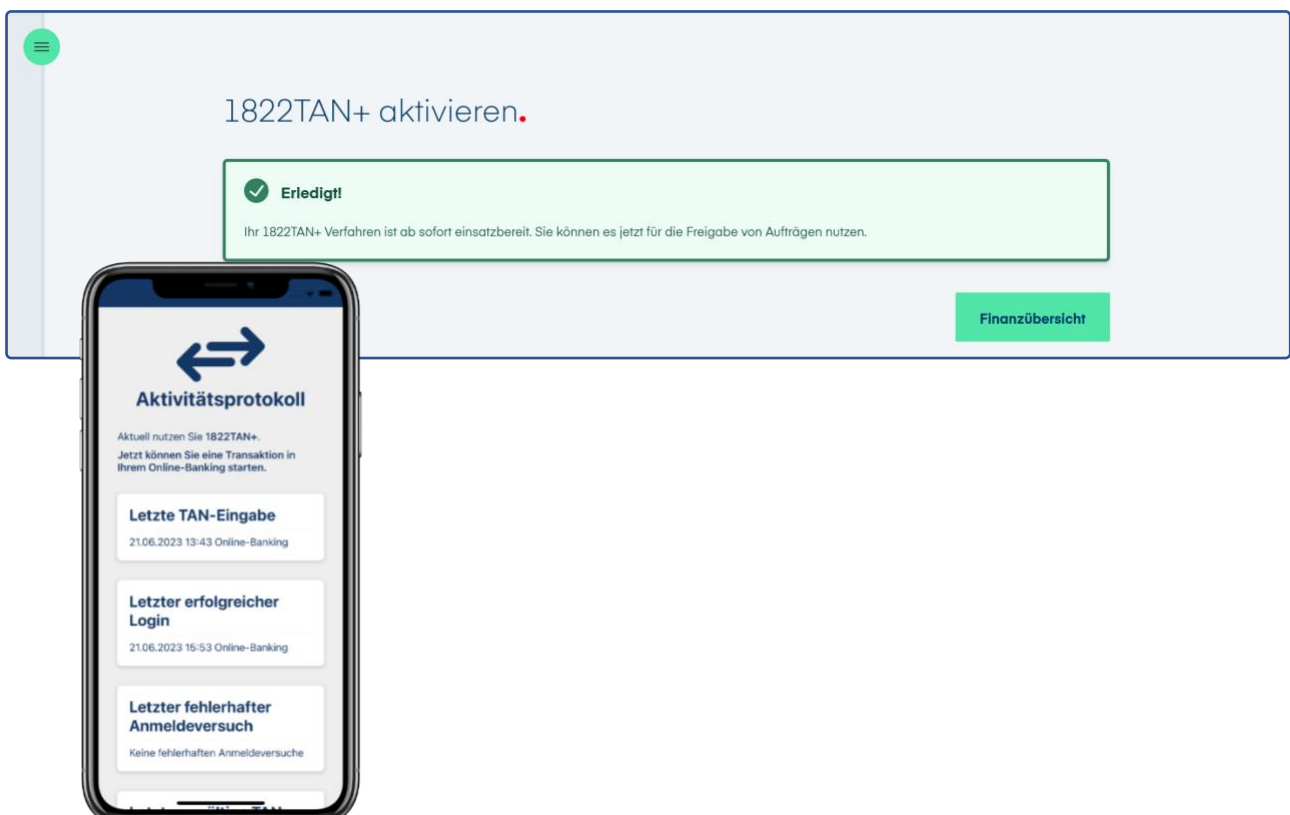 1822TAN+ aktivieren.
Erledigt!
Ihr 1822TAN+ Verfahren ist ab sofort einsatzbereit. Sie können es jetzt für die Freigabe von Aufträgen nutzen.
Finanzübersicht
Aktivitätsprotokoll
Aktuell nutzen Sie 1822TAN+.
Jetzt können Sie eine Transaktion in
Ihrem Online-Banking starten.
Letzte TAN-Eingabe
21.06.2023 13:43 Online-Banking
Letzter erfolgreicher
Login
21.06.2023 15:53 Online-Banking
Letzter fehlerhafter
Anmeldeversuch
Keine fehlerhaften Anmeldeversuche